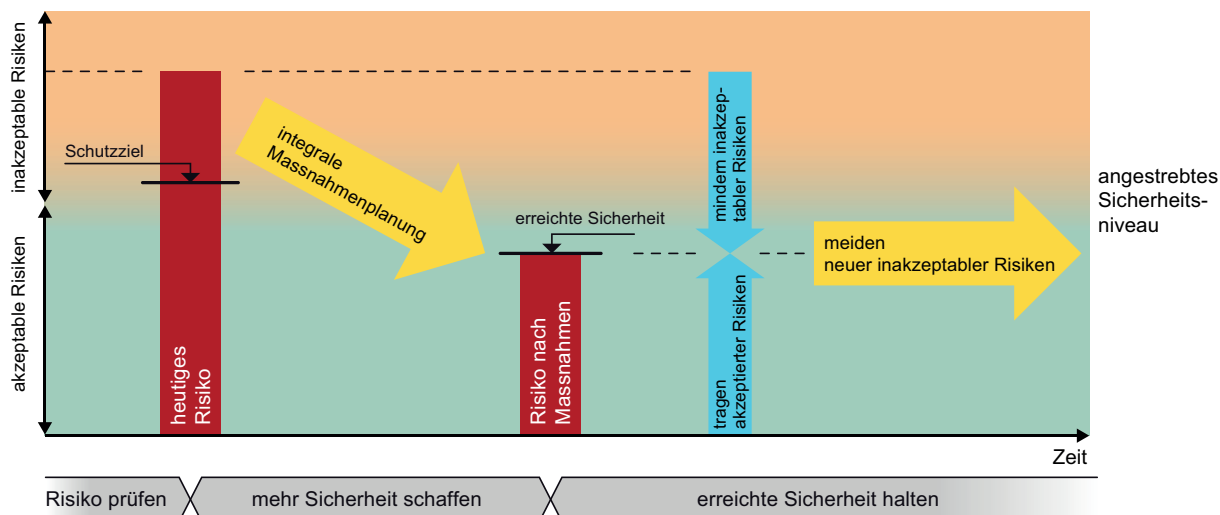 inakzeptable Risiken
akzeptable Risiken
Schutzziel
heutiges
Risiko
integrale
Massnahmenplanung
erreichte Sicherheit
Risiko nach
Massnahmen
mindem inakzep-
tabler Risiken
tragen
akzeptierter Risiken
meiden
neuer inakzeptabler Risiken
angestrebtes
Sicherheits-
niveau
Zeit
Risiko prüfen
mehr Sicherheit schaffen
erreichte Sicherheit halten